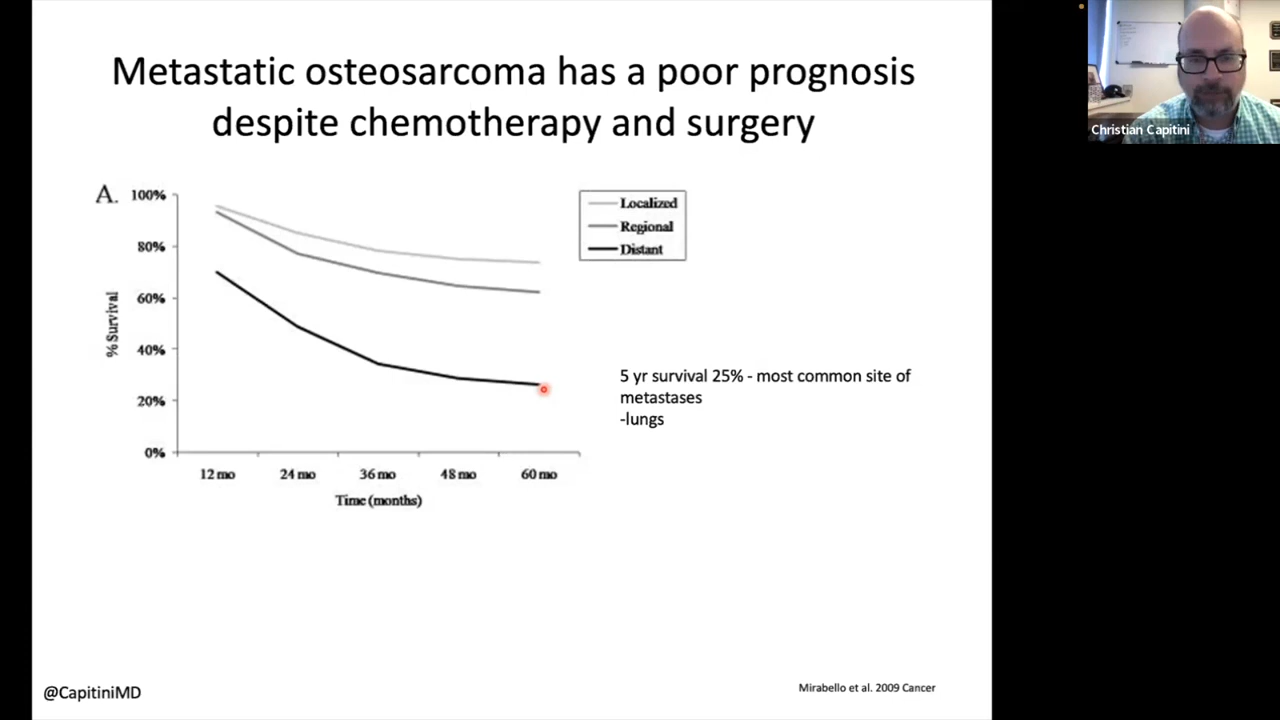 Metastatic osteosarcoma has a poor prognosis
despite chemotherapy and surgery
Christian Capitini
A.
100%
80%
60%
40%
20%
0%
% Survival
12 mo
24 mo
36 mo
48 mo
60 mo
Time (months)
Localized
Regional
Distant
5 yr survival 25% - most common site of
metastases
-lungs
@CapitiniMD
Mirabello et al. 2009 Cancer